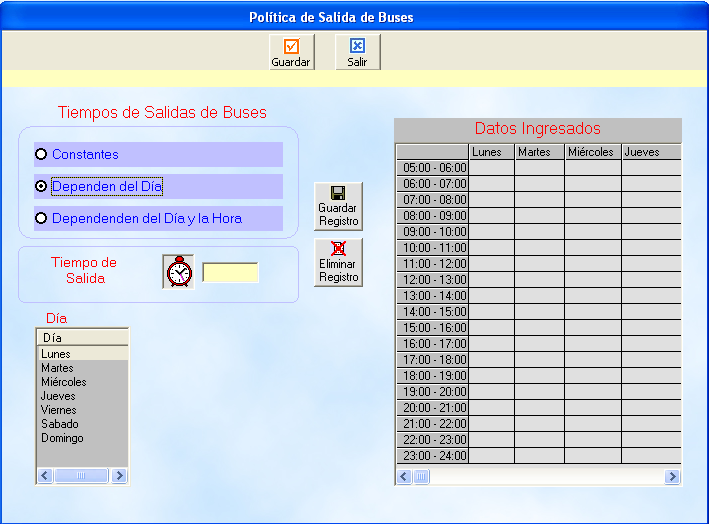 Política de Salida de Buses
Guardar
Salir
Tiempos de Salidas de Buses
Constantes
Dependen del Día
Dependenden del Día y la Hora
Tiempo de
Salida
Guardar
Registro
Eliminar
Registro
Día
Día
Lunes
Martes
Miércoles
Jueves
Viernes
Sabado
Domingo
Datos Ingresados
Lunes Martes Miércoles Jueves
05:00 - 06:00
06:00 - 07:00
07:00 - 08:00
08:00 - 09:00
09:00 - 10:00
10:00 - 11:00
11:00 - 12:00
12:00 - 13:00
13:00 - 14:00
14:00 - 15:00
15:00 - 16:00
16:00 - 17:00
17:00 - 18:00
18:00 - 19:00
19:00 - 20:00
20:00 - 21:00
21:00 - 22:00
22:00 - 23:00
23:00 - 24:00